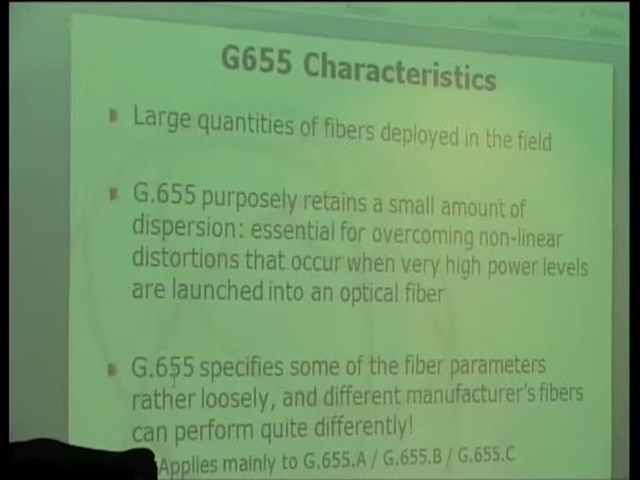 G655 Characteristics
Large quantities of fibers deployed in the field
G.655 purposely retains a small amount of
dispersion: essential for overcoming non-linear
distortions that occur when very high power levels
are launched into an optical fiber
G.655 specifies some of the fiber parameters
rather loosely, and different manufacturer's fibers
can perform quite differently!
Applies mainly to G.655.A / G.655.B / G.655.C